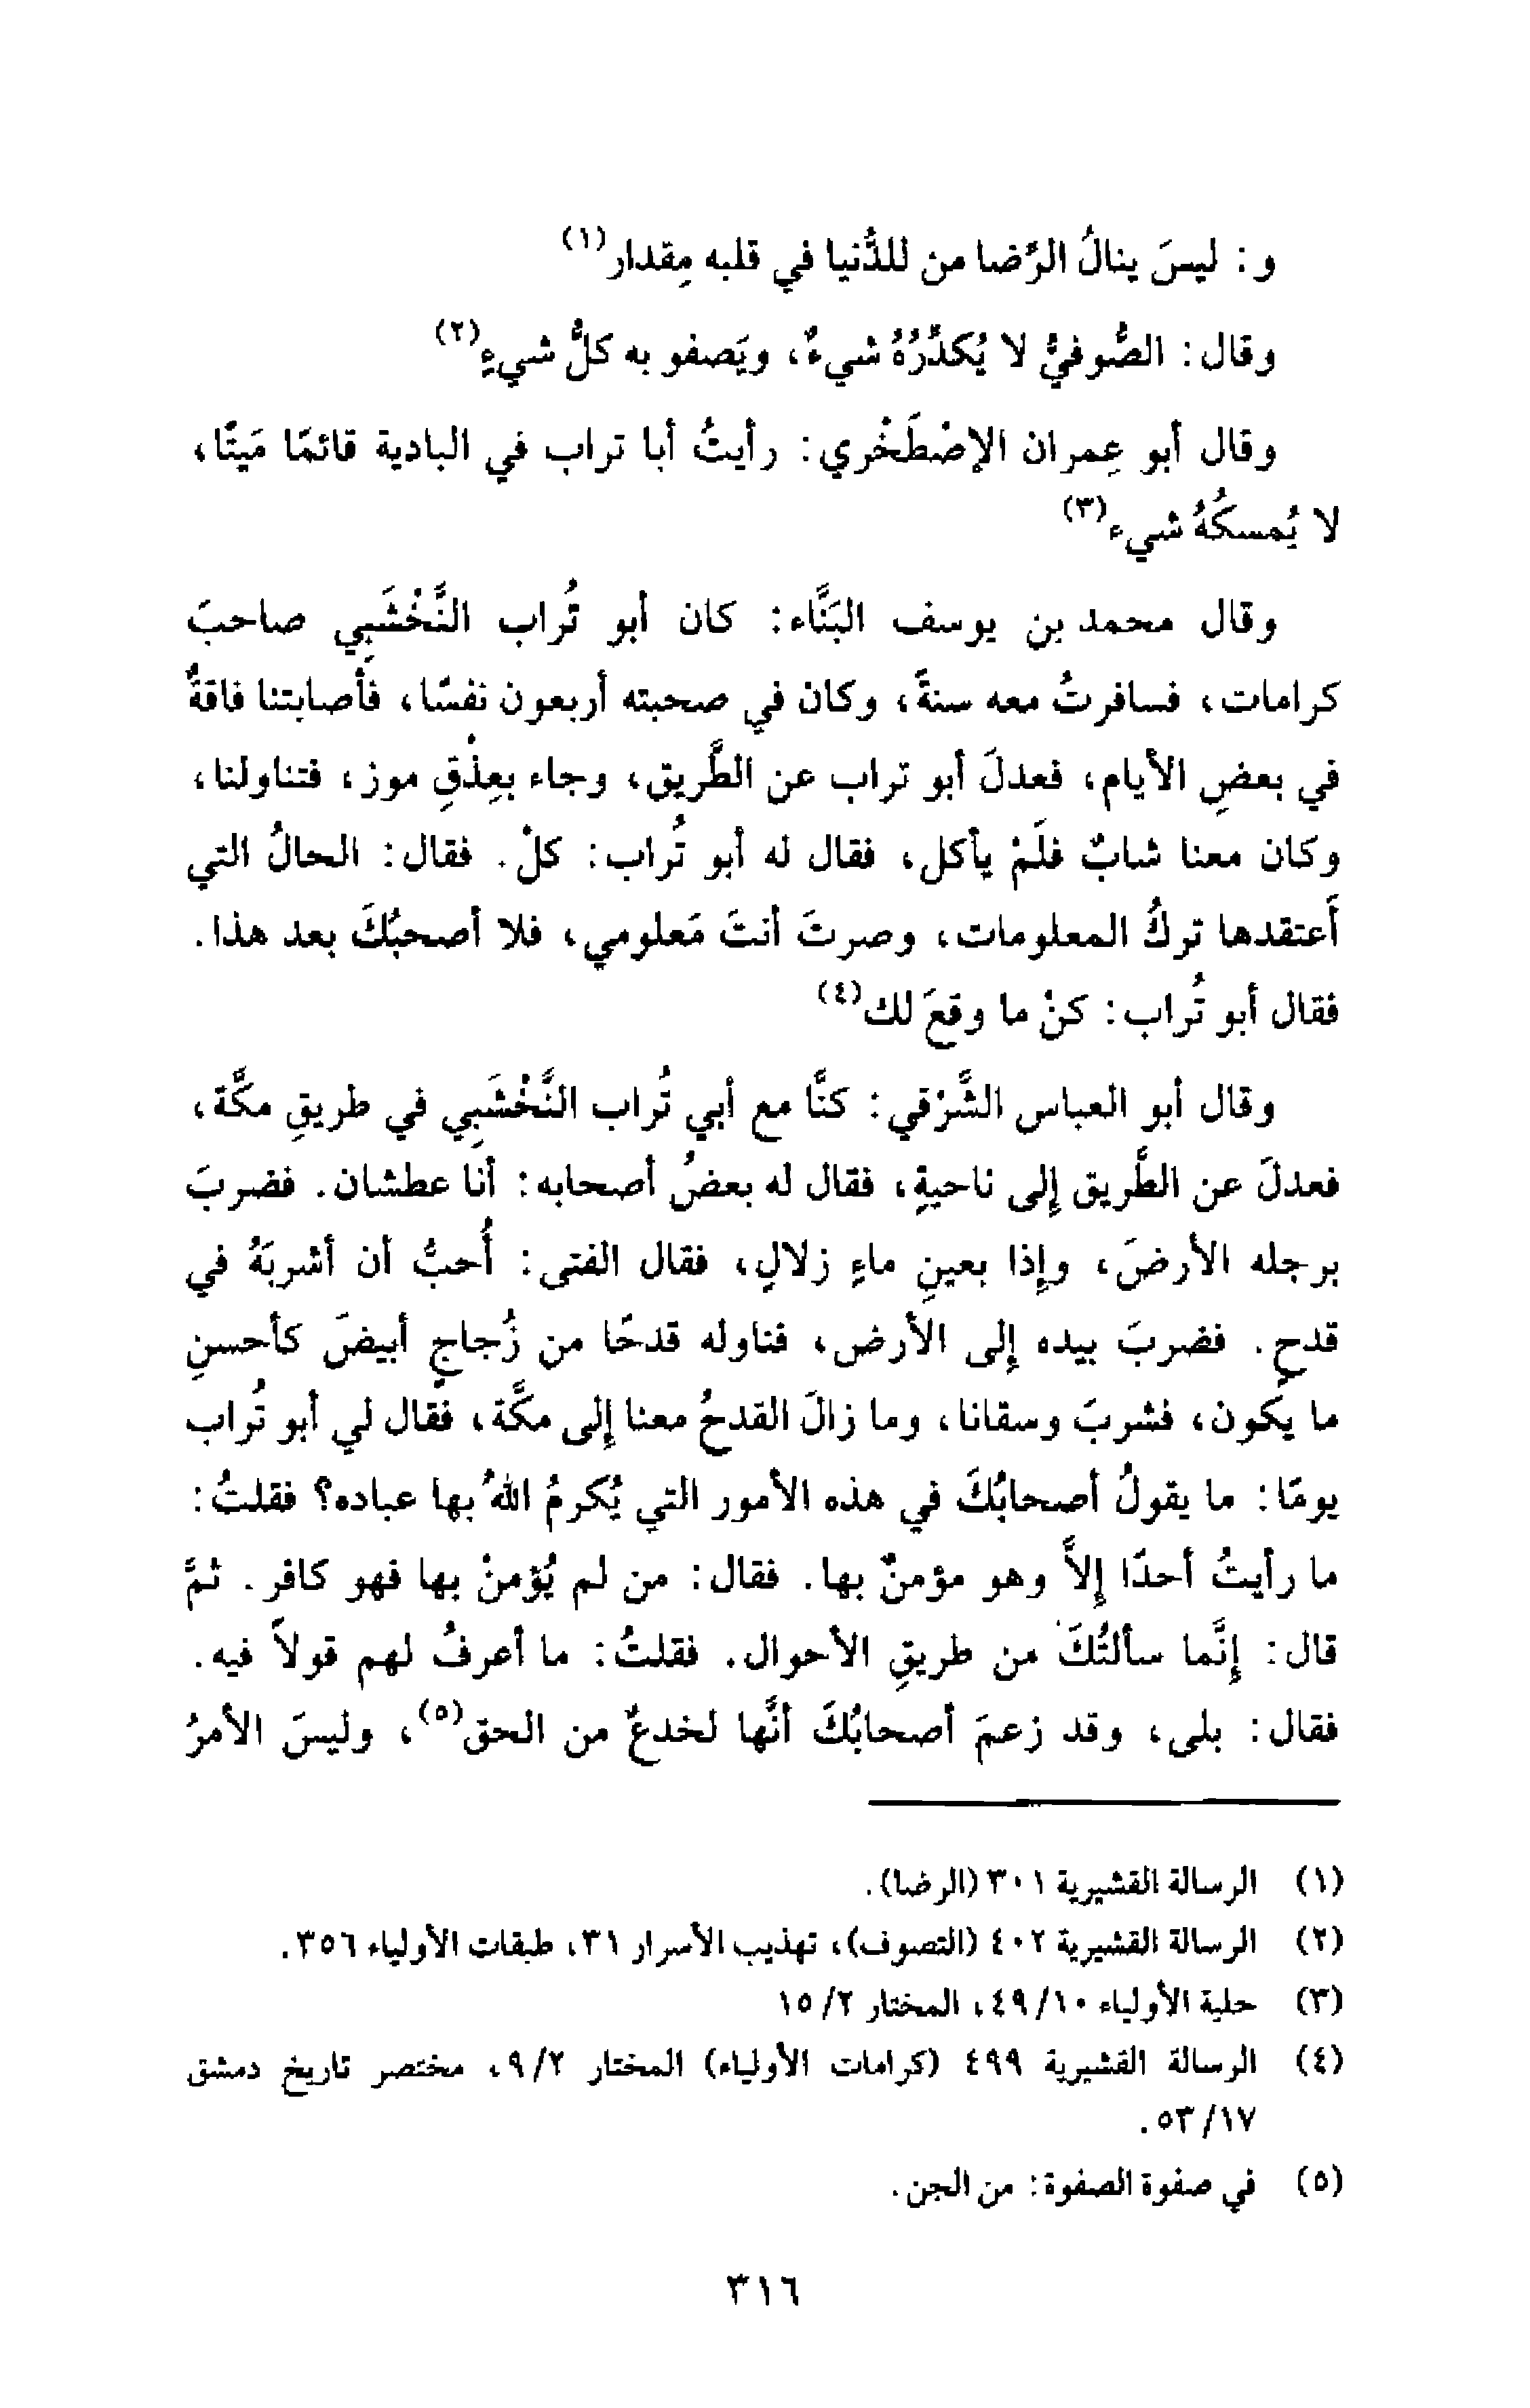 و : ليسَ ينالُ الرِّضا من للدُّنيا في قلبه مِقدار(١)
وقال : الصُّوفيُّ لا يُكدِّرُهُ شيءٌ، ويَصفو به كلُّ شيءٍ(٢)
وقال أبو عِمران الإصْطَخْري : رأيتُ أبا تراب في البادية قائمًا مَيتًا،
لا يُمسكُهُ شيء(٣)
وقال محمد بن يوسف البَنَّاء : كان أبو تُراب النَّخْشَبِي صاحبَ
كرامات، فسافرتُ معه سنةً، وكان في صحبته أربعون نفسًا، فأصابتنا فاقةٌ
في بعضِ الأيام، فعدلَ أبو تراب عن الطَّريق، وجاء بعِذْقِ موز، فتناولنا،
وكان معنا شابٌ فلَمْ يأكل، فقال له أبو تُراب : كلْ. فقال : الحالُ التي
أَعتقدها تركُ المعلومات، وصرتَ أنتَ مَعلومي، فلا أصحبُكَ بعد هذا.
فقال أبو تُراب : كنْ ما وقعَ لك(٤)
وقال أبو العباس الشَّرْقي : كنَّا مع أبي تُراب النَّخْشَبِي في طريقِ مكَّة،
فعدلَ عن الطَّريق إلى ناحيةٍ، فقال له بعضُ أصحابه : أنا عطشان. فضربَ
برجله الأرضَ، وإذا بعينِ ماءٍ زلالٍ، فقال الفتى : أُحبُّ أن أشربَهُ في
قدحٍ. فضربَ بيده إلى الأرض، فناوله قدحًا من زُجاجٍ أبيضَ كأحسنِ
ما يكون، فشربَ وسقانا، وما زالَ القدحُ معنا إلى مكَّة، فقال لي أبو تُراب
يومًا : ما يقولُ أصحابُكَ في هذه الأمور التي يُكرمُ اللهُ بها عباده؟ فقلتُ :
ما رأيتُ أحدًا إلاَّ وهو مؤمنٌ بها. فقال : من لم يُؤمنْ بها فهو كافر. ثمَّ
قال : إنَّما سألتُكَ من طريقِ الأحوال. فقلتُ : ما أعرفُ لهم قولاً فيه.
فقال : بلى، وقد زعمَ أصحابُكَ أنَّها لخدعٌ من الحق(٥)، وليسَ الأمرُ
(١) الرسالة القشيرية ٣٠١ (الرضا).
(٢) الرسالة القشيرية ٤٠٢ (التصوف)، تهذيب الأسرار ٣١، طبقات الأولياء ٣٥٦.
(٣) حلية الأولياء ٤٩/١٠، المختار ١٥/٢
(٤) الرسالة القشيرية ٤٩٩ (كرامات الأولياء) المختار ٩/٢، مختصر تاريخ دمشق
٥٣/١٧.
(٥) في صفوة الصفوة : من الجن.
٣١٦